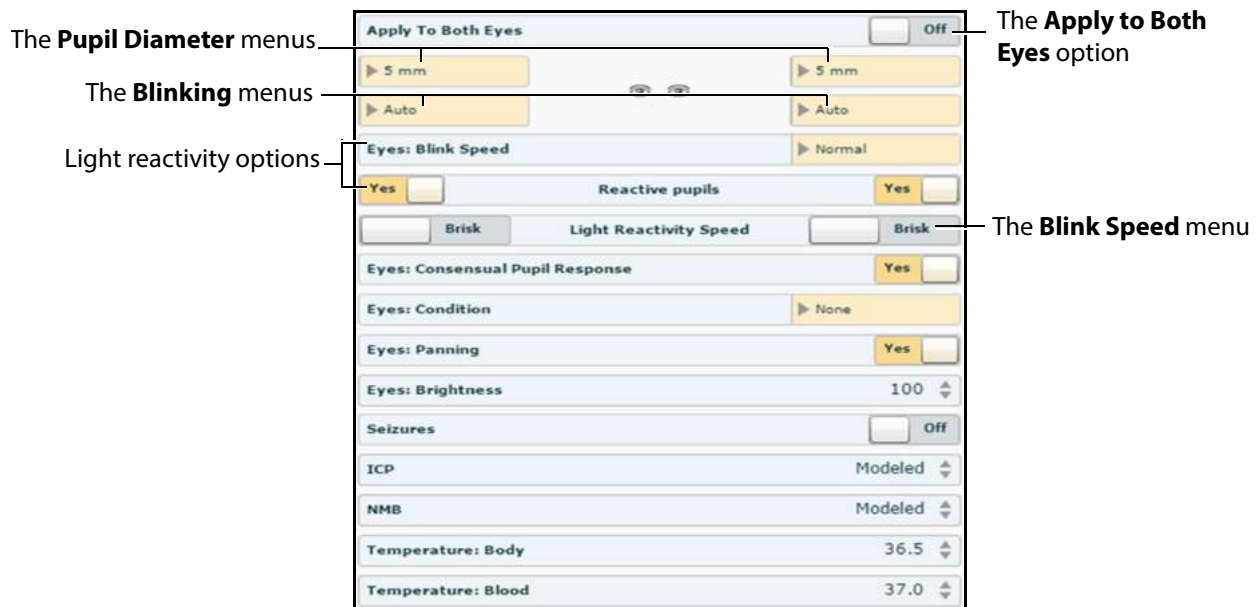 Apply To Both Eyes
Off
The Apply to Both
Eyes option
The Pupil Diameter menus
5 mm
5 mm
The Blinking menus
Auto
Auto
Light reactivity options
Eyes: Blink Speed
Normal
Yes
Reactive pupils
Yes
Brisk
Light Reactivity Speed
Brisk
The Blink Speed menu
Eyes: Consensual Pupil Response
Yes
Eyes: Condition
None
Eyes: Panning
Yes
Eyes: Brightness
100
Seizures
Off
ICP
Modeled
NMB
Modeled
Temperature: Body
36.5
Temperature: Blood
37.0